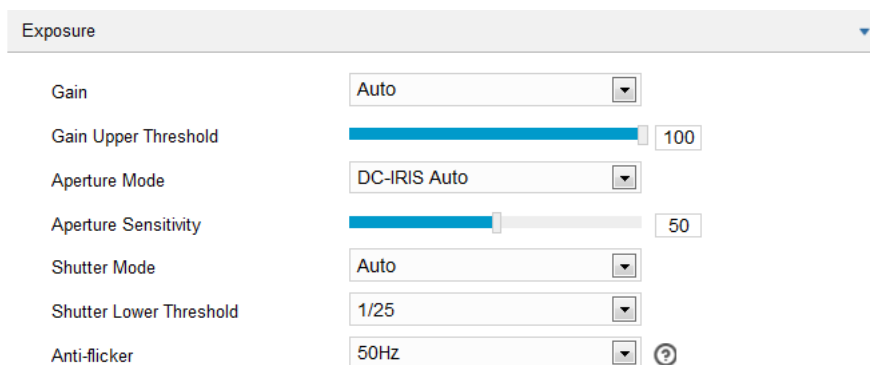 Exposure
Gain Auto
Gain Upper Threshold 100
Aperture Mode DC-IRIS Auto
Aperture Sensitivity 50
Shutter Mode Auto
Shutter Lower Threshold 1/25
Anti-flicker 50Hz ?